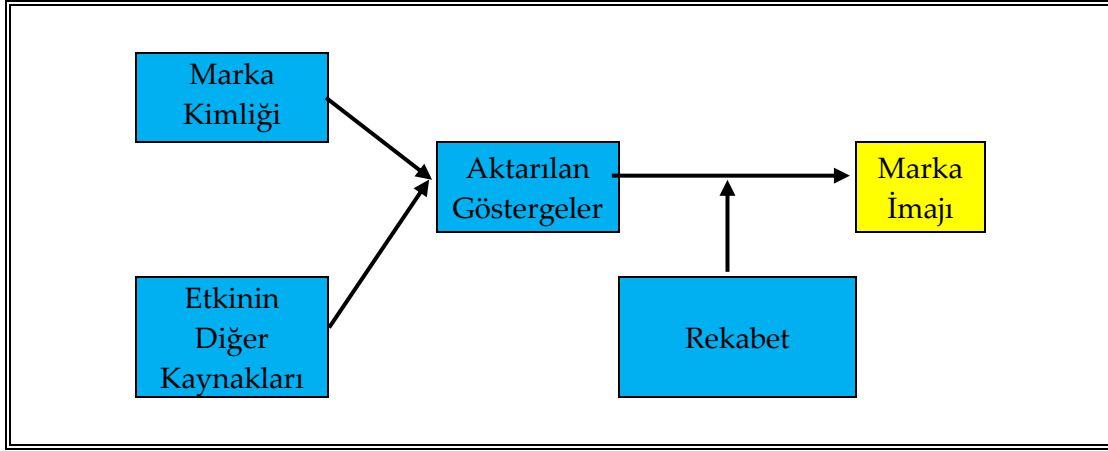 Marka
Kimliği
Aktarılan
Göstergeler
Marka
İmajı
Etkinin
Diğer
Kaynakları
Rekabet